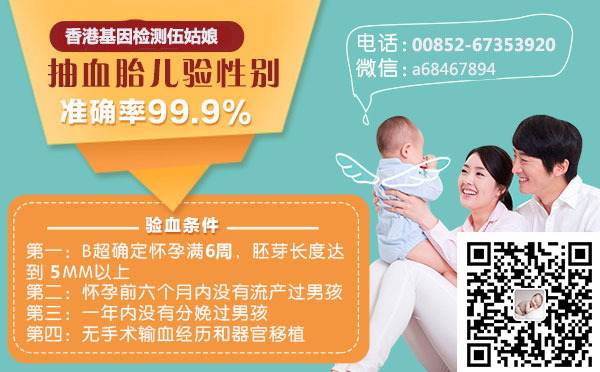 香港基因检测伍姑娘
抽血胎儿验性别
准确率99.9%
电话：00852-67353920
微信：a68467894
验血条件
第一：B超确定怀孕满6周，胚芽长度达
到 5MM以上
第二：怀孕前六个月内没有流产过男孩
第三：一年内没有分娩过男孩
第四：无手术输血经历和器官移植